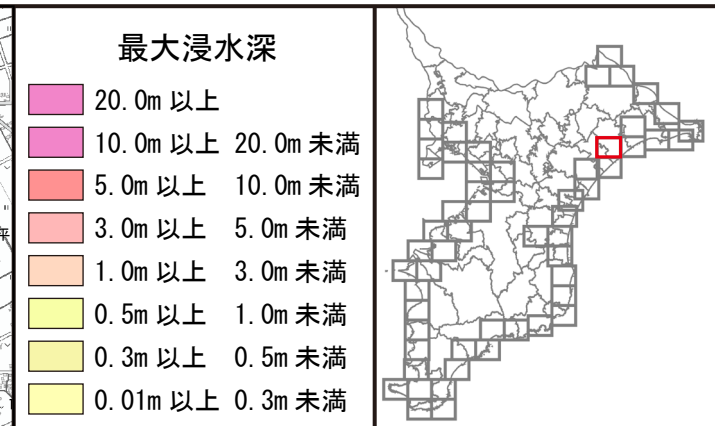 最大浸水深
20.0m 以上
10.0m 以上 20.0m 未満
5.0m 以上 10.0m 未満
3.0m 以上 5.0m 未満
1.0m 以上 3.0m 未満
0.5m 以上 1.0m 未満
0.3m 以上 0.5m 未満
0.01m 以上 0.3m 未満